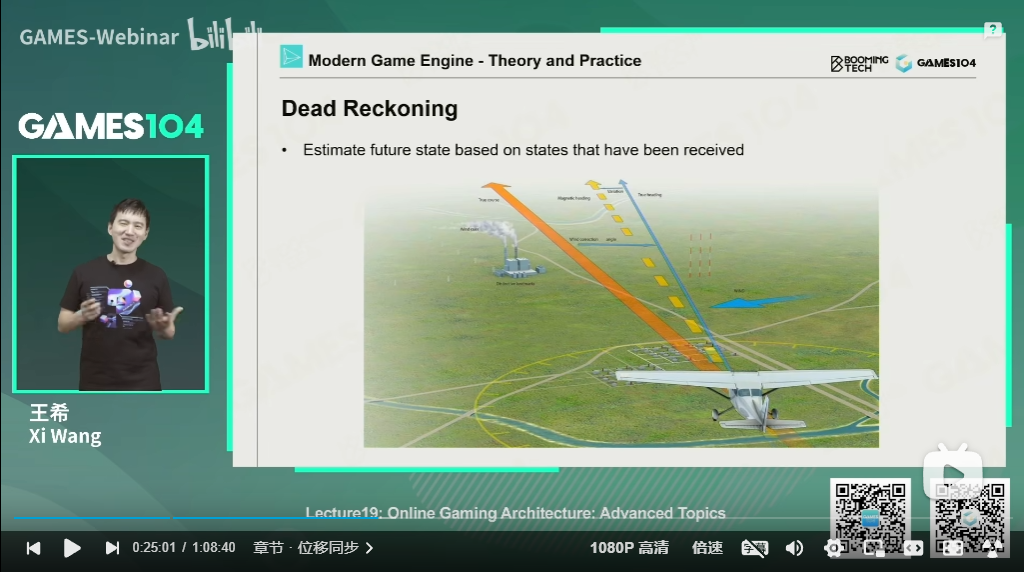 GAMES-Webinar bilibili
Modern Game Engine - Theory and Practice
BOOMING TECH
GAMES104
GAMES104
Dead Reckoning
• Estimate future state based on states that have been received
True course
Magnetic heading
Variation
True heading
Wind correction angle
Wind
王希
Xi Wang
Lecture19: Online Gaming Architecture: Advanced Topics
0:25:01 / 1:08:40
章节 · 位移同步
1080P 高清
倍速
字幕